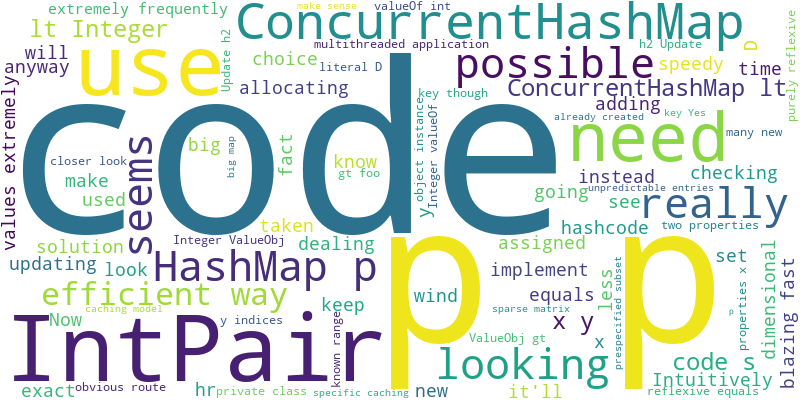 extremely frequently
make sense
valueOf int
ConcurrentHashMap
lt Integer
Update h2
multithreaded application
h2 Update
D
purely reflexive
will
use
choice
literal D
possible
speedy
time
anyway
allocating
key though
ConcurrentHashMap lt
adding
code
values extremely
seems
big
big map
fact
know
gt foo
object instance
Integer valueOf
already created
key Yes
need
many new
closer look
make
used
instead
checking
unpredictable entries
two properties
going
y
see
really
solution
taken
Integer ValueObj
dealing
assigned
hashcode
updating
look
HashMap p
keep
wind
implement
less
set
dimensional
properties x
blazing fast
efficient way
equals
prespecified subset
Now
caching model
y indices
sparse matrix
x y
p
p
p
IntPair
known range
looking
ValueObj gt
x
code s
Intuitively
obvious route
hr
private class
specific caching
new
it'll
reflexive equals
exact